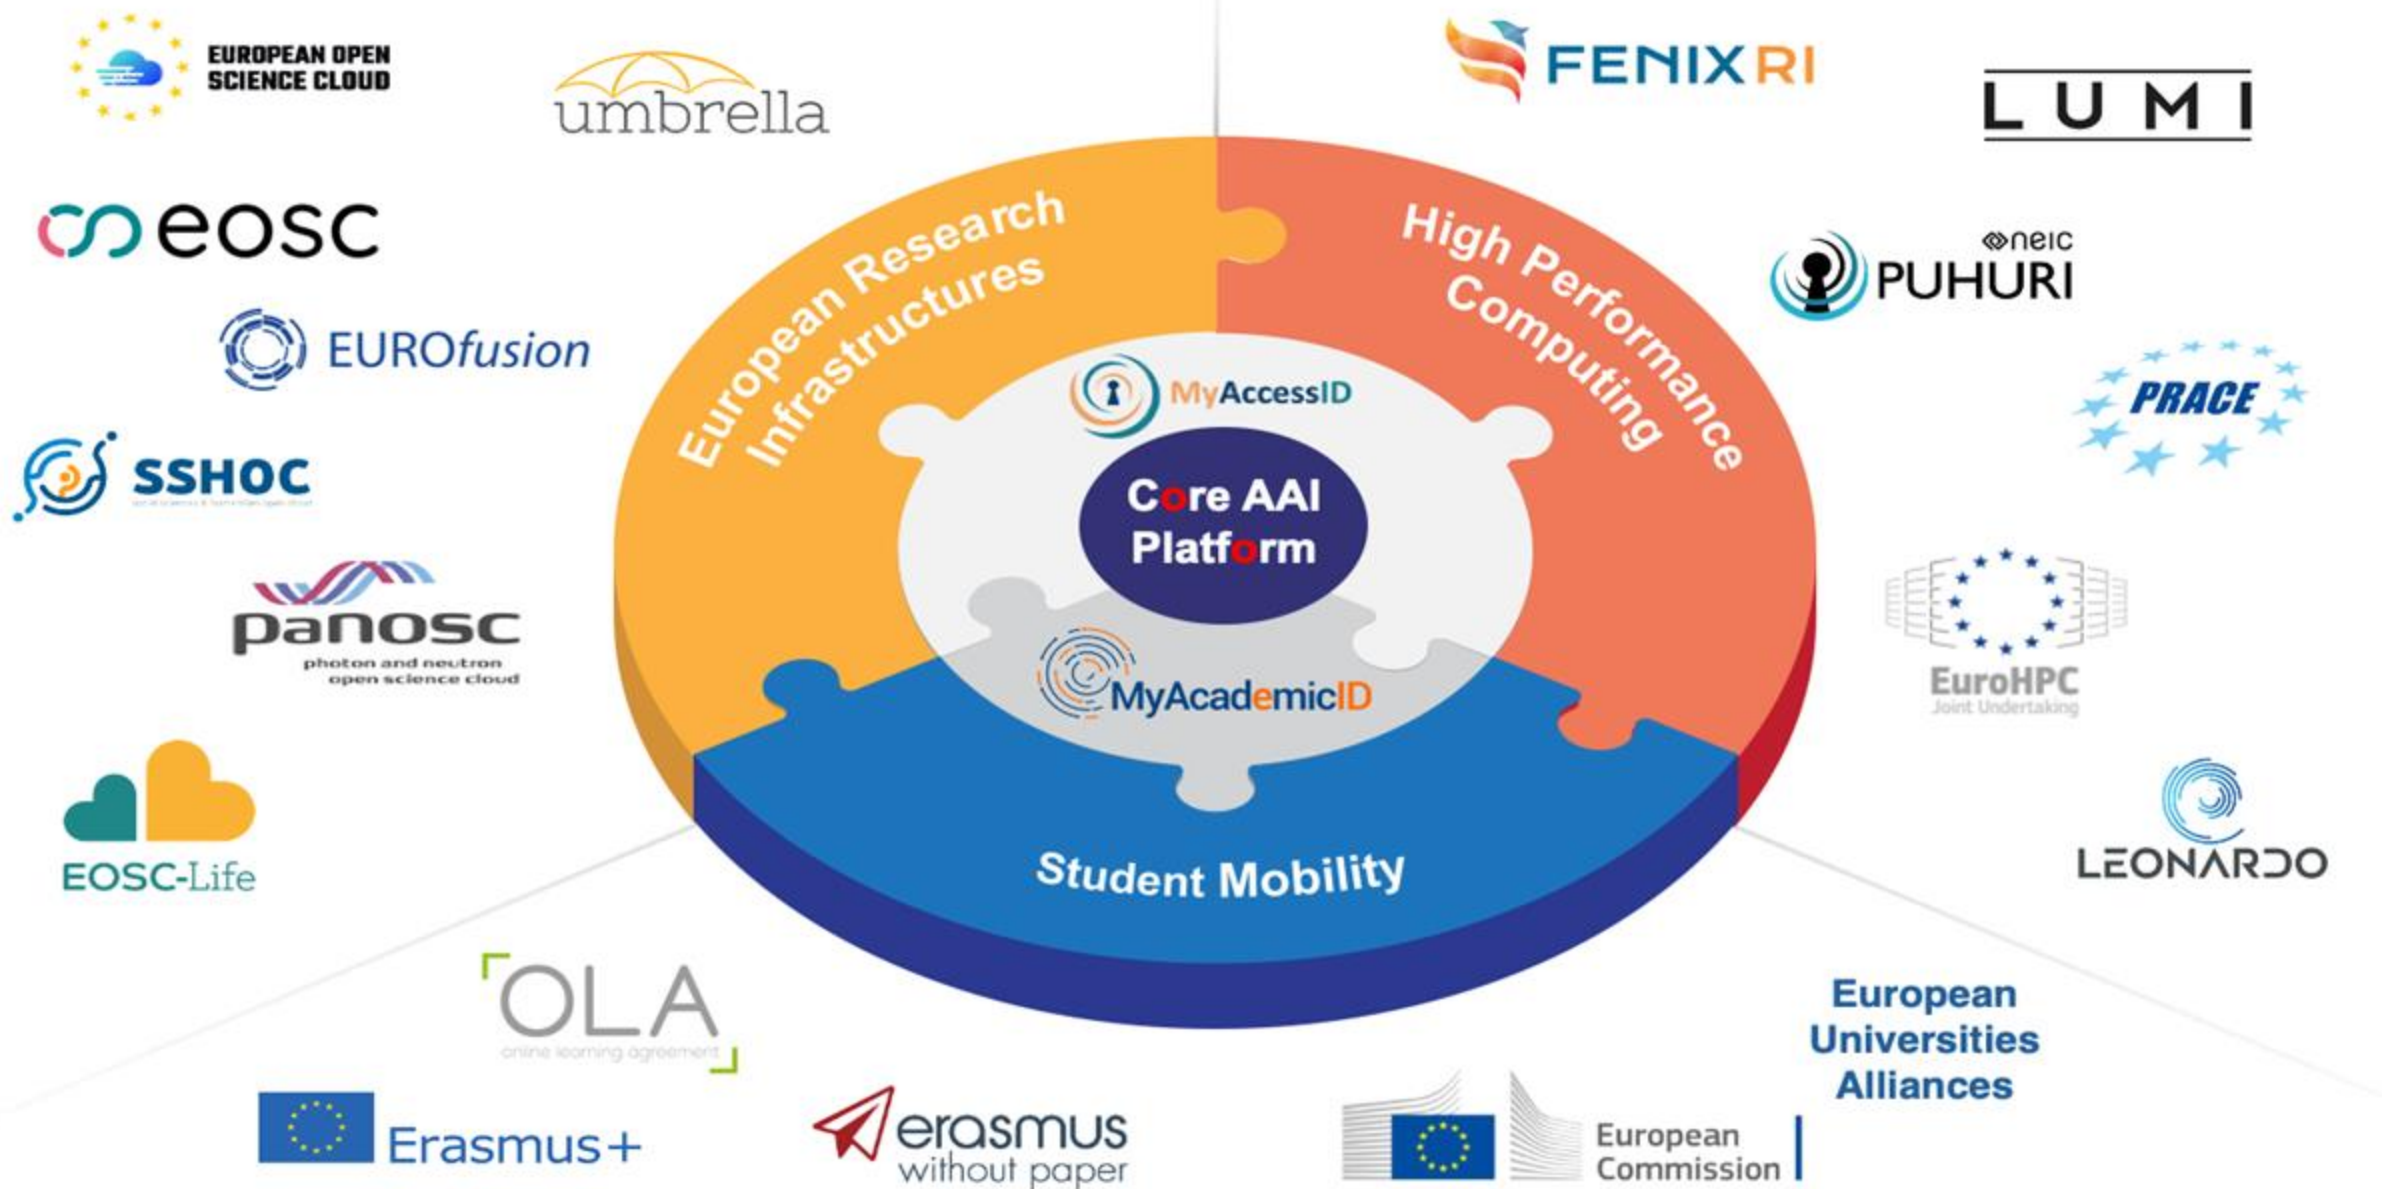 EUROPEAN OPEN
SCIENCE CLOUD
umbrella
eosc
EUROfusion
SSHOC
panosc
photon and neutron
open science cloud
EOSC-Life
FENIX RI
LUMI
neic
PUHURI
PRACE
EuroHPC
Joint Undertaking
LEONARDO
European Research
Infrastructures
High Performance
Computing
MyAccessID
Core AAI
Platform
MyAcademicID
Student Mobility
OLA
online learning agreement
Erasmus+
erasmus
without paper
European
Commission
European
Universities
Alliances